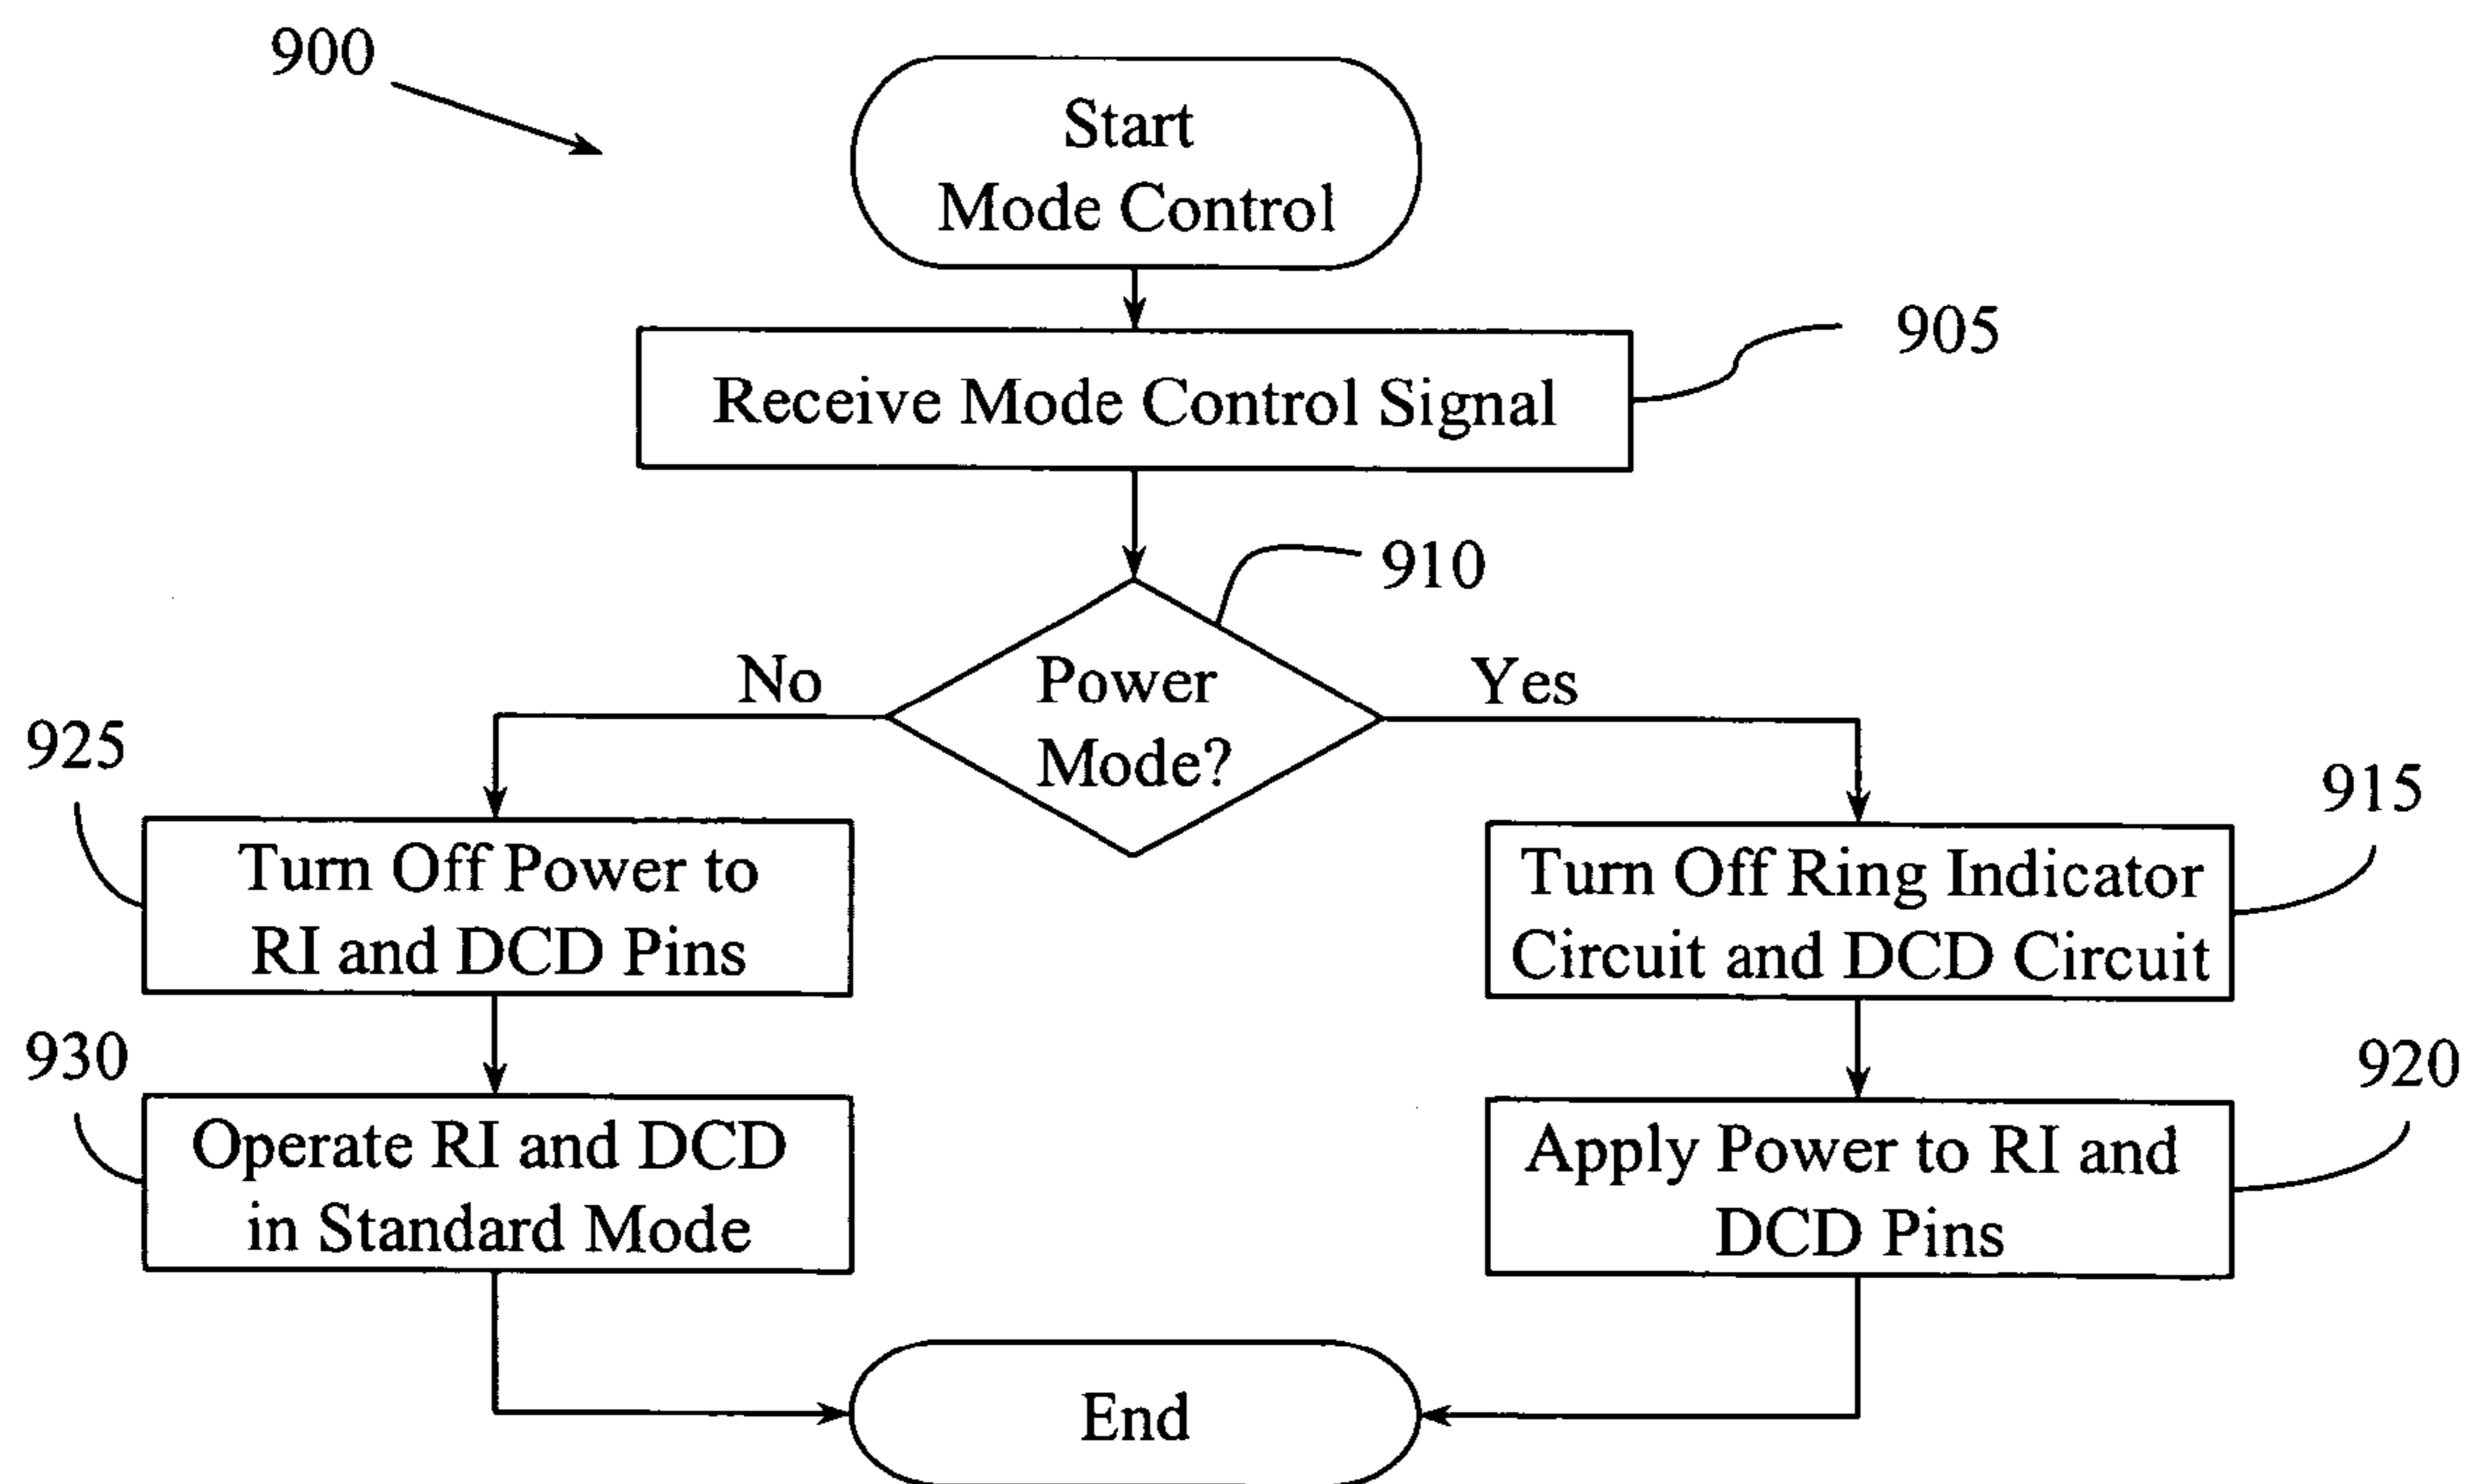 900
Start
Mode Control
Receive Mode Control Signal
905
910
Power
Mode?
No
Yes
925
Turn Off Power to
RI and DCD Pins
915
Turn Off Ring Indicator
Circuit and DCD Circuit
930
Operate RI and DCD
in Standard Mode
920
Apply Power to RI and
DCD Pins
End